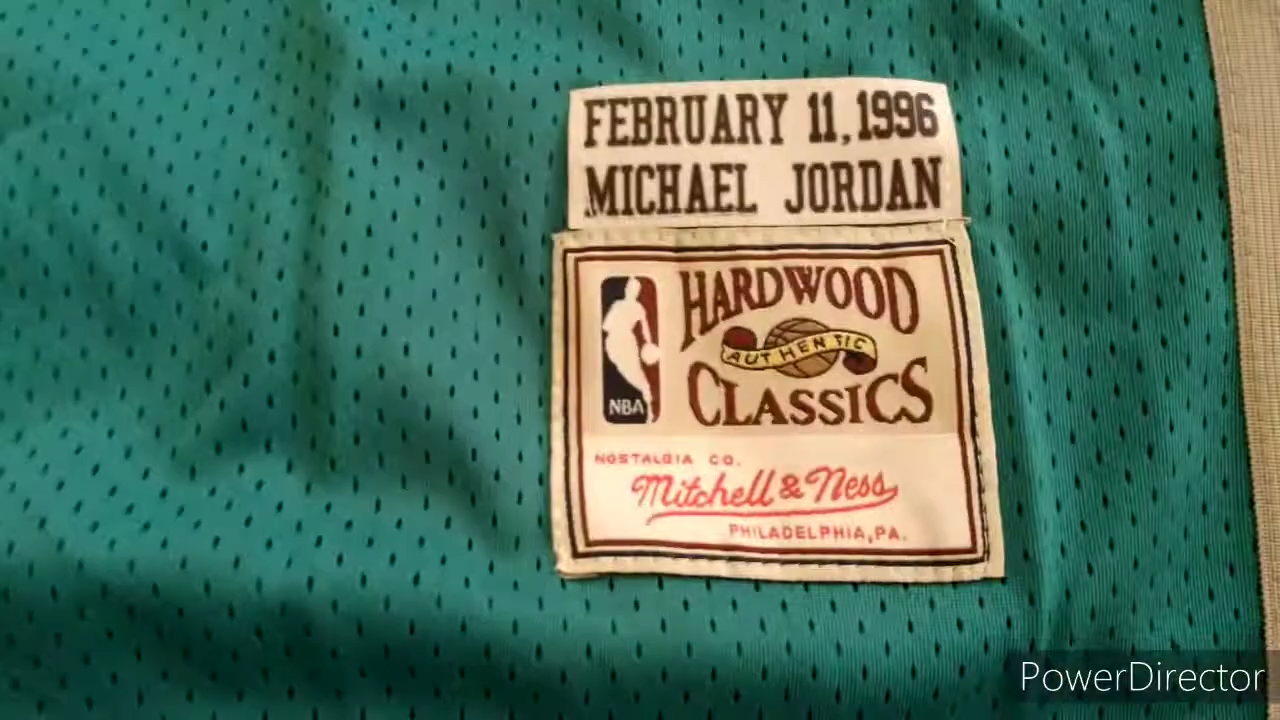 FEBRUARY 11, 1996
MICHAEL JORDAN
HARDWOOD
AUTHENTIC
CLASSICS
NBA
NOSTALGIA CO.
Mitchell & Ness
PHILADELPHIA, PA.
PowerDirector